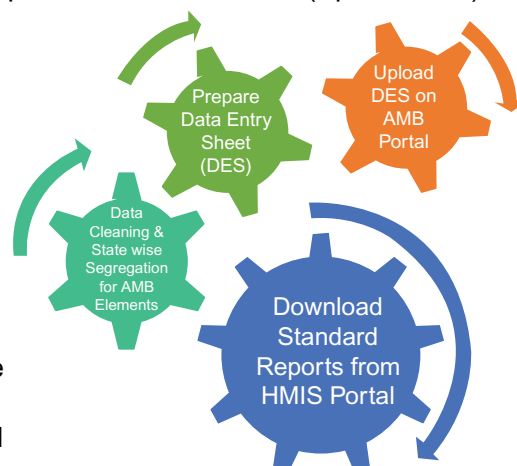 Prepare
Data Entry
Sheet
(DES)
Upload
DES on
AMB
Portal
Data
Cleaning &
State wise
Segregation
for AMB
Elements
Download
Standard
Reports from
HMIS Portal